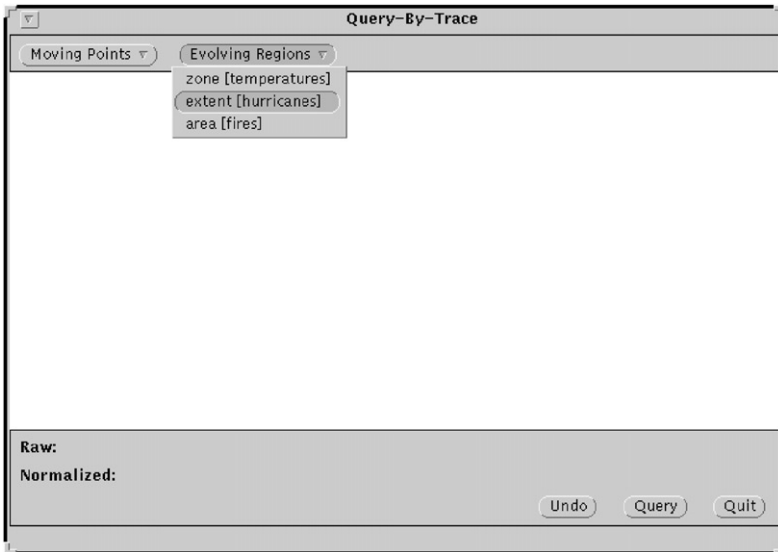 Query-By-Trace
Moving Points Evolving Regions
zone [temperatures]
extent [hurricanes]
area [fires]
Raw:
Normalized:
Undo Query Quit